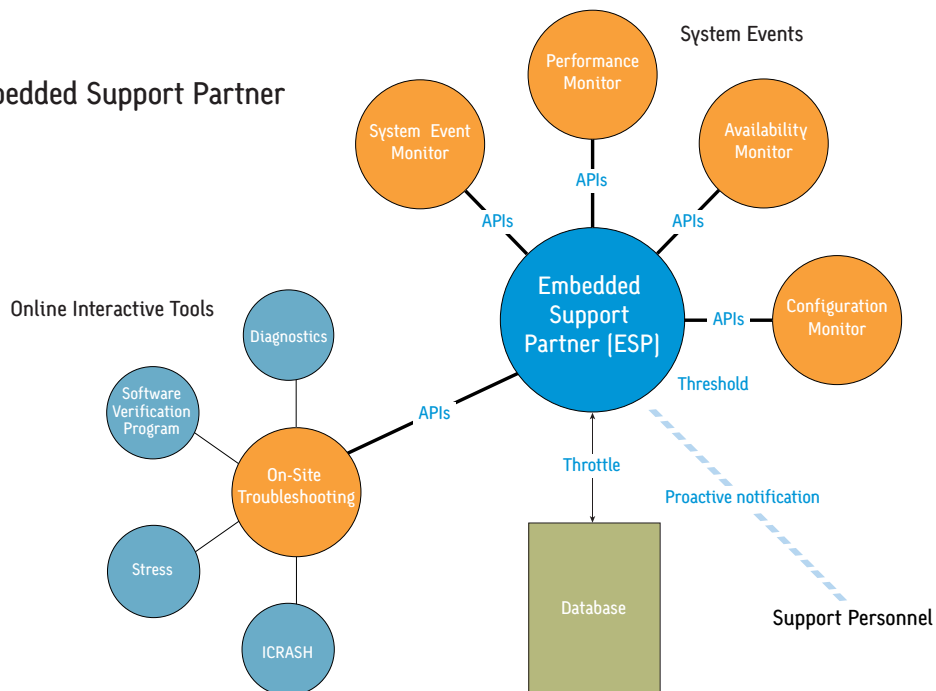 System Events
Performance
Monitor
bedded Support Partner
System Event
Monitor
Availability
Monitor
APIs
APIs
APIs
Embedded
Support
Partner (ESP)
Online Interactive Tools
Configuration
Monitor
APIs
Diagnostics
Threshold
Software
Verification
Program
APIs
Throttle
On-Site
Troubleshooting
Proactive notification
Stress
Database
Support Personnel
ICRASH